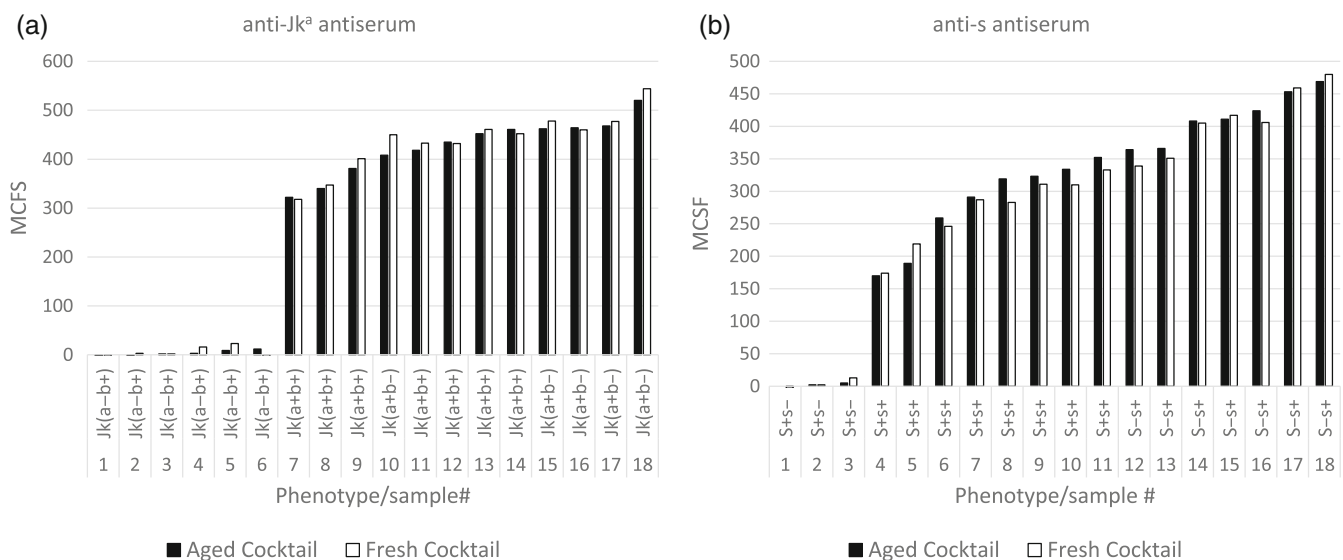 (a)
anti-Jkᵃ antiserum
600
500
400
300
200
100
0
MCFS
Jk(a−b+)
Jk(a−b+)
Jk(a−b+)
Jk(a−b+)
Jk(a−b+)
Jk(a−b+)
Jk(a+b+)
Jk(a+b+)
Jk(a+b+)
Jk(a+b−)
Jk(a+b+)
Jk(a+b+)
Jk(a+b+)
Jk(a+b+)
Jk(a+b−)
Jk(a+b−)
Jk(a+b−)
Jk(a+b−)
1 2 3 4 5 6 7 8 9 10 11 12 13 14 15 16 17 18
Phenotype/sample#
Aged Cocktail Fresh Cocktail
(b)
anti-s antiserum
500
450
400
350
300
250
200
150
100
50
0
MCSF
S+s−
S+s−
S+s−
S+s+
S+s+
S+s+
S+s+
S+s+
S+s+
S+s+
S+s+
S+s+
S+s+
S−s+
S−s+
S−s+
S−s+
S−s+
1 2 3 4 5 6 7 8 9 10 11 12 13 14 15 16 17 18
Phenotype/sample #
Aged Cocktail Fresh Cocktail